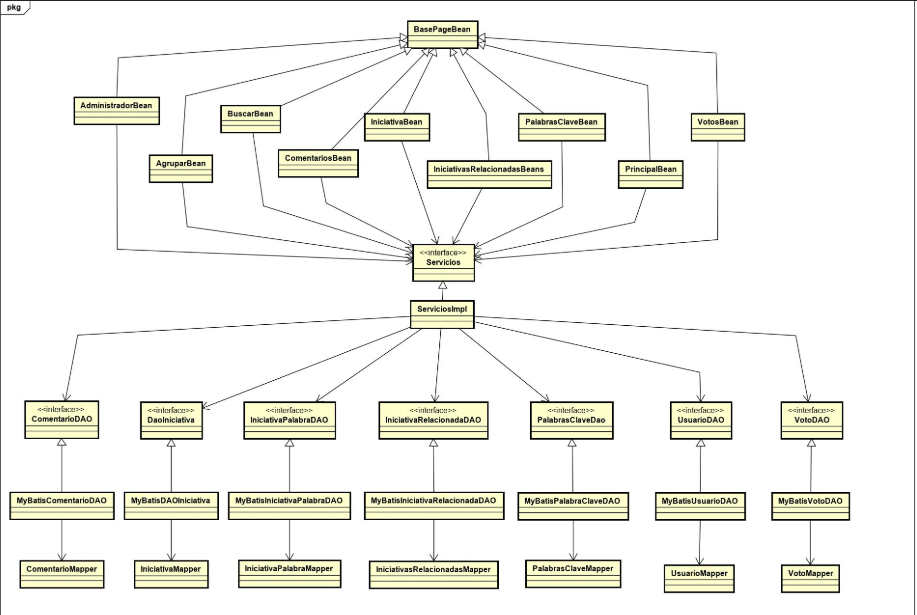 pkg
BasePageBean
AdministradorBean
BuscarBean
IniciativaBean
PalabrasClaveBean
VotosBean
AgruparBean
ComentariosBean
IniciativasRelacionadasBeans
PrincipalBean
<<interface>>
Servicios
ServiciosImpl
<<interface>>
ComentarioDAO
<<interface>>
DaoIniciativa
<<interface>>
IniciativaPalabraDAO
<<interface>>
IniciativaRelacionadaDAO
<<interface>>
PalabrasClaveDao
<<interface>>
UsuarioDAO
<<interface>>
VotoDAO
MyBatisComentarioDAO
MyBatisDAOIniciativa
MyBatisIniciativaPalabraDAO
MyBatisIniciativaRelacionadaDAO
MyBatisPalabraClaveDAO
MyBatisUsuarioDAO
MyBatisVotoDAO
ComentarioMapper
IniciativaMapper
IniciativaPalabraMapper
IniciativasRelacionadasMapper
PalabrasClaveMapper
UsuarioMapper
VotoMapper